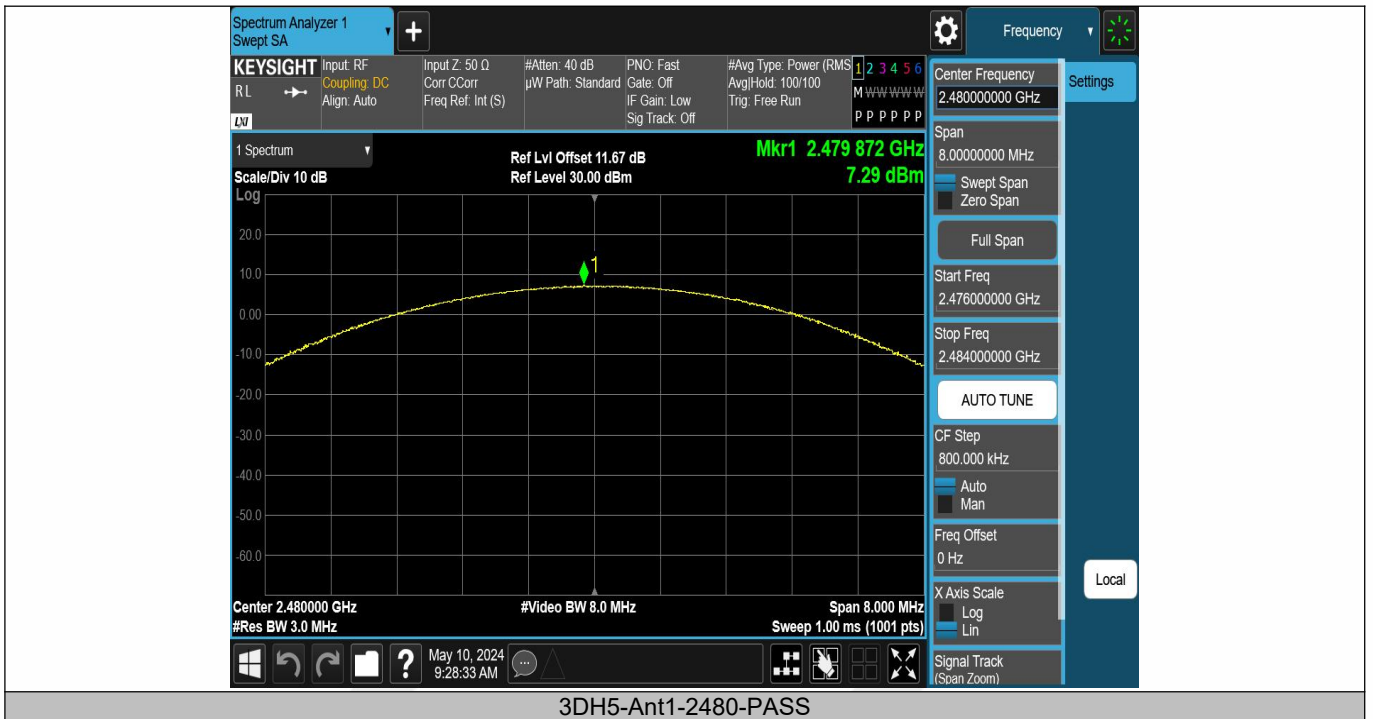 Spectrum Analyzer 1
Swept SA
+
Frequency
KEYSIGHT
RL
LXI
Input: RF
Coupling: DC
Align: Auto
Input Z: 50 Ω
Corr CCorr
Freq Ref: Int (S)
#Atten: 40 dB
µW Path: Standard
PNO: Fast
Gate: Off
IF Gain: Low
Sig Track: Off
#Avg Type: Power (RMS
Avg|Hold: 100/100
Trig: Free Run
1 2 3 4 5 6
M W W W W W
P P P P P P
1 Spectrum
Scale/Div 10 dB
Log
Ref Lvl Offset 11.67 dB
Ref Level 30.00 dBm
Mkr1 2.479 872 GHz
7.29 dBm
20.0
10.0
0.00
-10.0
-20.0
-30.0
-40.0
-50.0
-60.0
1
Center 2.480000 GHz
#Res BW 3.0 MHz
#Video BW 8.0 MHz
Span 8.000 MHz
Sweep 1.00 ms (1001 pts)
Center Frequency
2.480000000 GHz
Settings
Span
8.00000000 MHz
Swept Span
Zero Span
Full Span
Start Freq
2.476000000 GHz
Stop Freq
2.484000000 GHz
AUTO TUNE
CF Step
800.000 kHz
Auto
Man
Freq Offset
0 Hz
X Axis Scale
Log
Lin
Local
Signal Track
(Span Zoom)
?
May 10, 2024
9:28:33 AM
3DH5-Ant1-2480-PASS